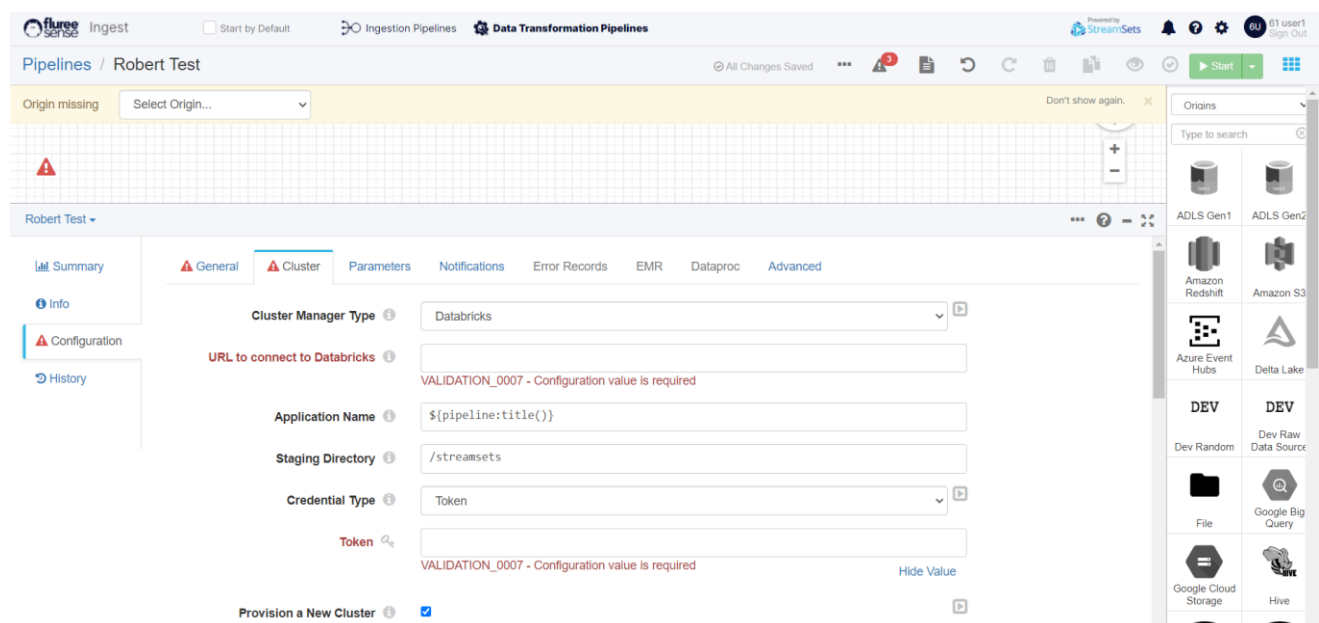 fluree sense Ingest
Start by Default
Ingestion Pipelines
Data Transformation Pipelines
Powered by StreamSets
6U
61 user1
Sign Out
Pipelines / Robert Test
All Changes Saved
3
Start
Origin missing
Select Origin...
Don't show again.
Origins
Type to search
+
−
ADLS Gen1
ADLS Gen2
Amazon Redshift
Amazon S3
Azure Event Hubs
Delta Lake
DEV
DEV
Dev Random
Dev Raw Data Source
File
Google Big Query
Google Cloud Storage
HIVE
Hive
Robert Test
Summary
Info
Configuration
History
General
Cluster
Parameters
Notifications
Error Records
EMR
Dataproc
Advanced
Cluster Manager Type
Databricks
URL to connect to Databricks
VALIDATION_0007 - Configuration value is required
Application Name
${pipeline:title()}
Staging Directory
/streamsets
Credential Type
Token
Token
VALIDATION_0007 - Configuration value is required
Hide Value
Provision a New Cluster